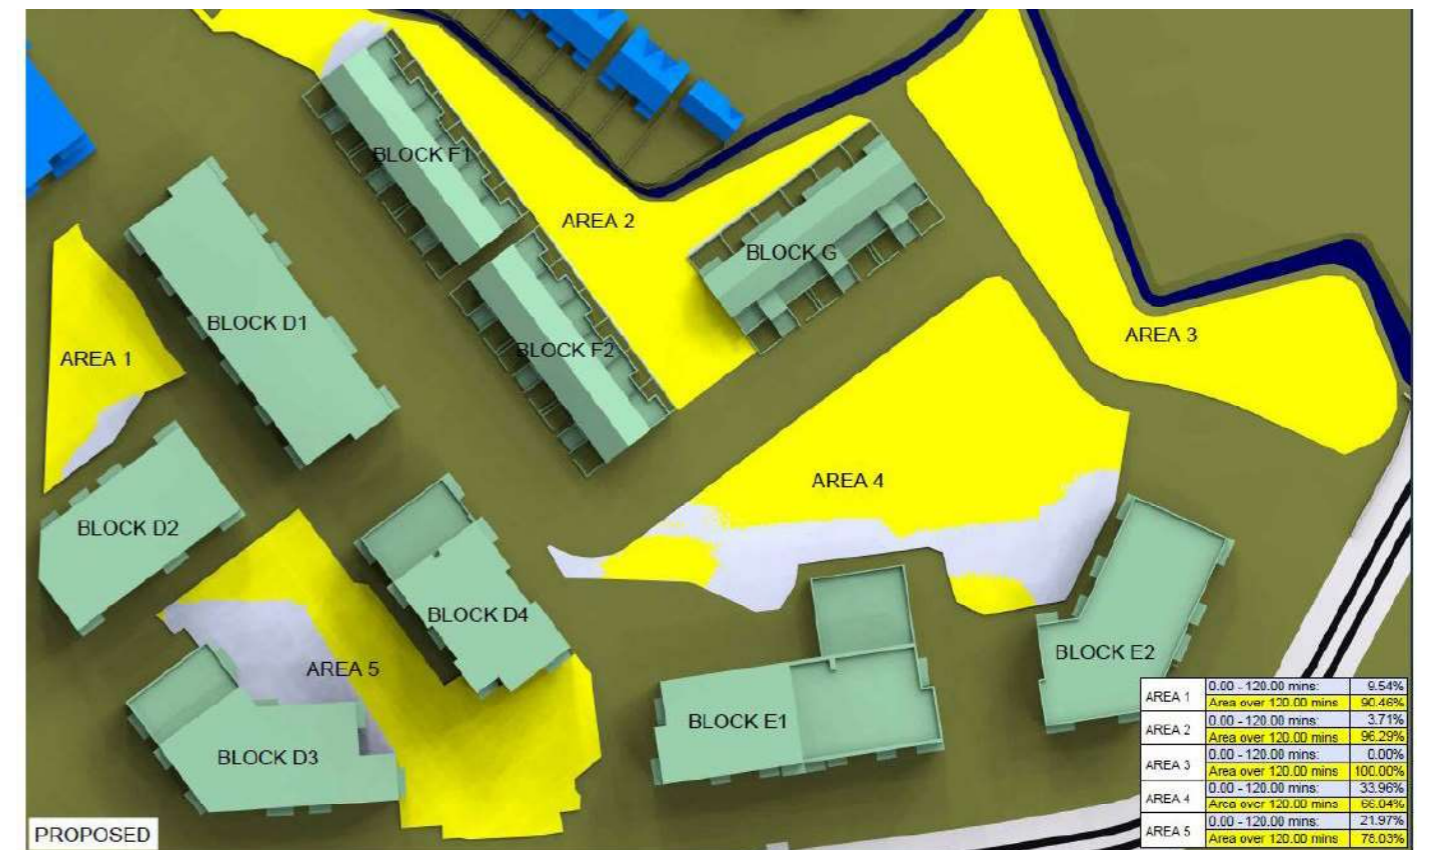 BLOCK F1
AREA 2
BLOCK G
BLOCK D1
AREA 3
BLOCK F2
AREA 1
AREA 4
BLOCK D2
BLOCK D4
BLOCK E2
AREA 5
BLOCK E1
BLOCK D3
AREA 1 0.00 - 120.00 mins: 9.54%
Area over 120.00 mins 90.46%
AREA 2 0.00 - 120.00 mins: 3.71%
Area over 120.00 mins 96.29%
AREA 3 0.00 - 120.00 mins: 0.00%
Area over 120.00 mins 100.00%
AREA 4 0.00 - 120.00 mins: 33.96%
Area over 120.00 mins 66.04%
AREA 5 0.00 - 120.00 mins: 21.97%
Area over 120.00 mins 78.03%
PROPOSED